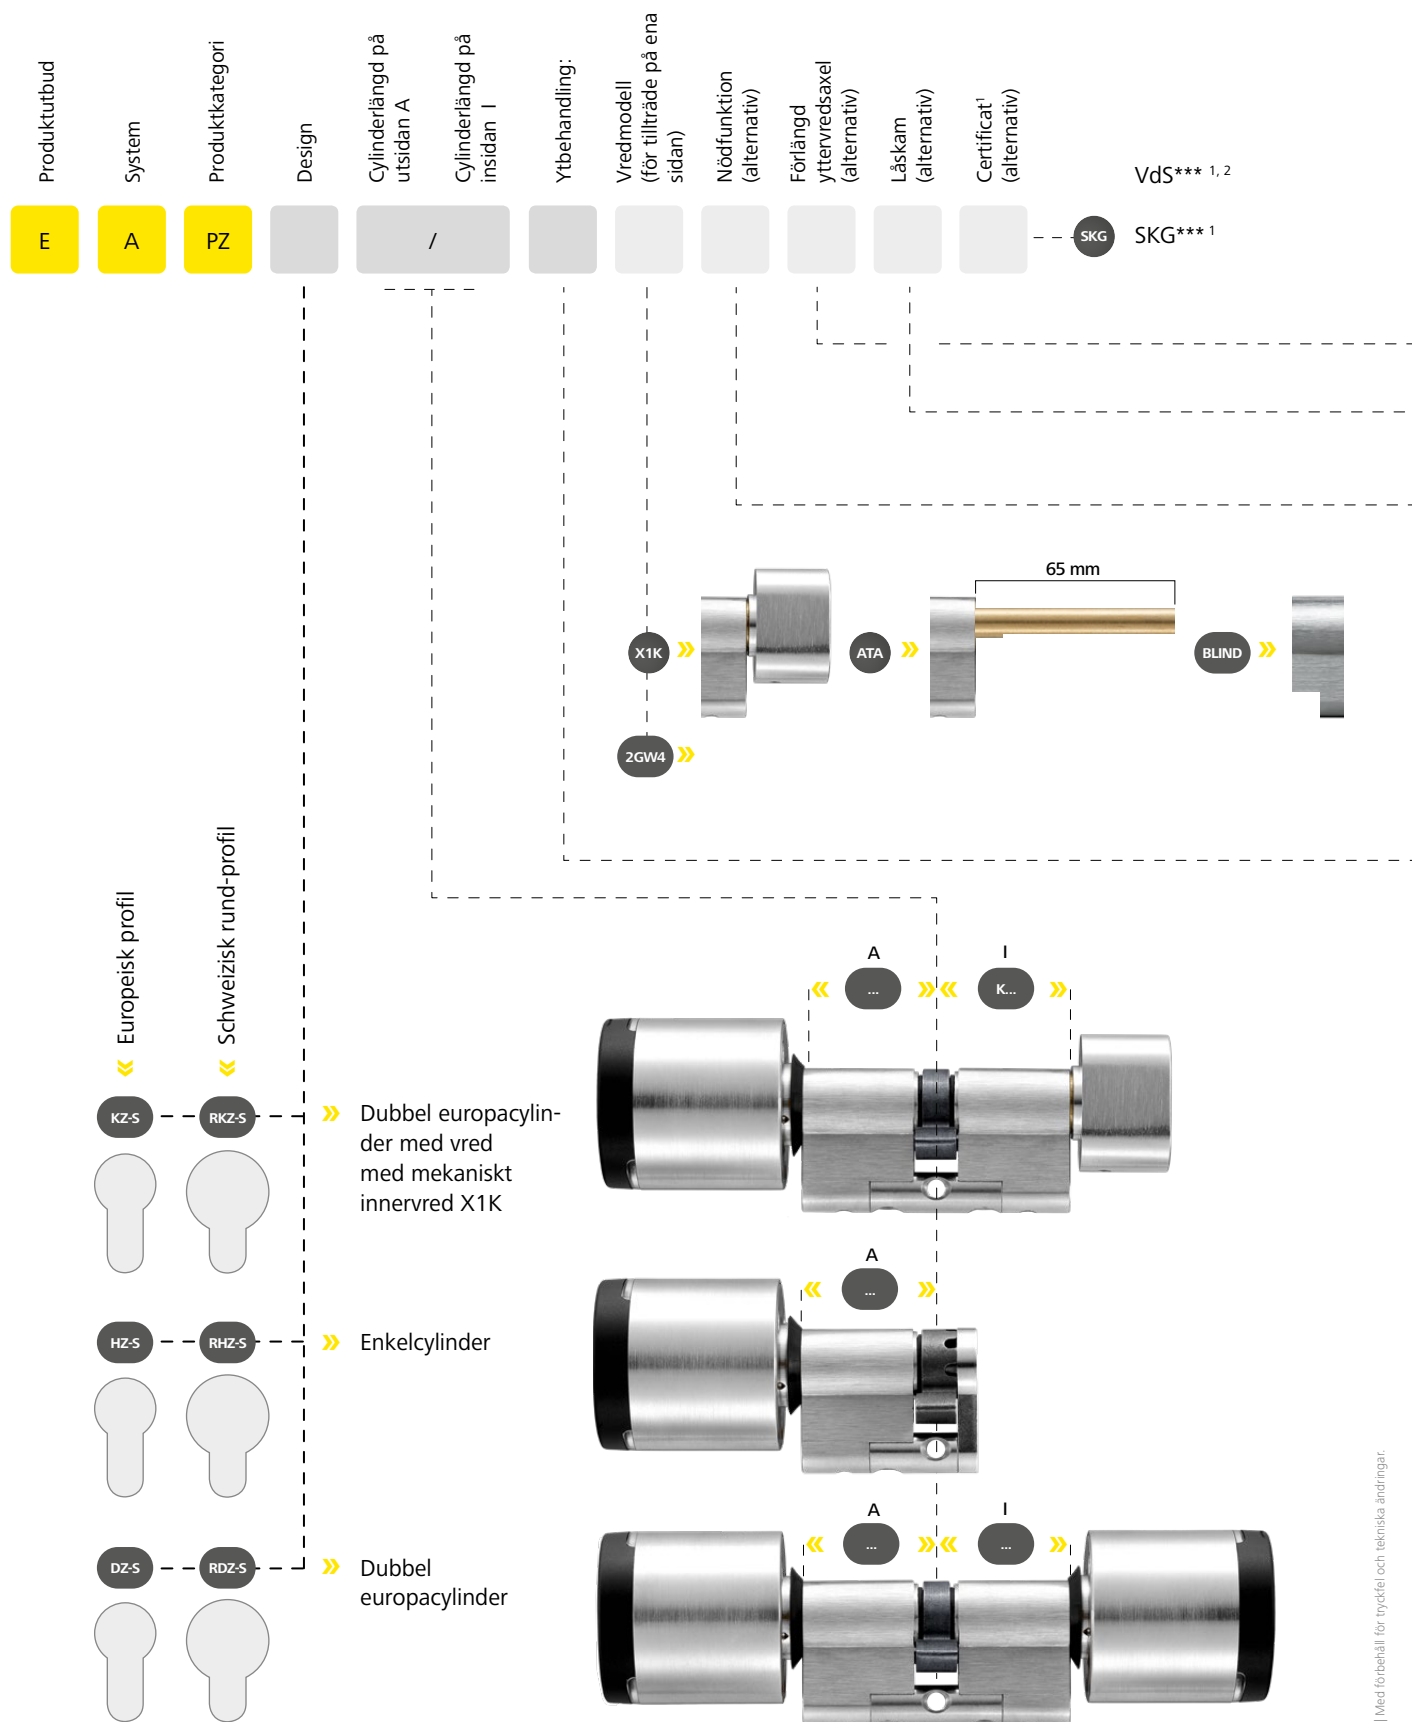 Produktutbud
System
Produktkategori
Design
Cylinderlängd på
utsidan A
Cylinderlängd på
insidan I
Ytbehandling:
Vredmodell
(för tillträde på ena
sidan)
Nödfunktion
(alternativ)
Förlängd
yttervredsaxel
(alternativ)
Låskam
(alternativ)
Certificat¹
(alternativ)
VdS*** ¹, ²
E
A
PZ
/
SKG
SKG*** ¹
65 mm
X1K
ATA
BLIND
2GW4
Europeisk profil
Schweizisk rund-profil
A
I
...
K...
KZ-S
RKZ-S
Dubbel europacylin-
der med vred
med mekaniskt
innervred X1K
A
...
HZ-S
RHZ-S
Enkelcylinder
A
I
...
...
DZ-S
RDZ-S
Dubbel
europacylinder
| Med förbehåll för tryckfel och tekniska ändringar.